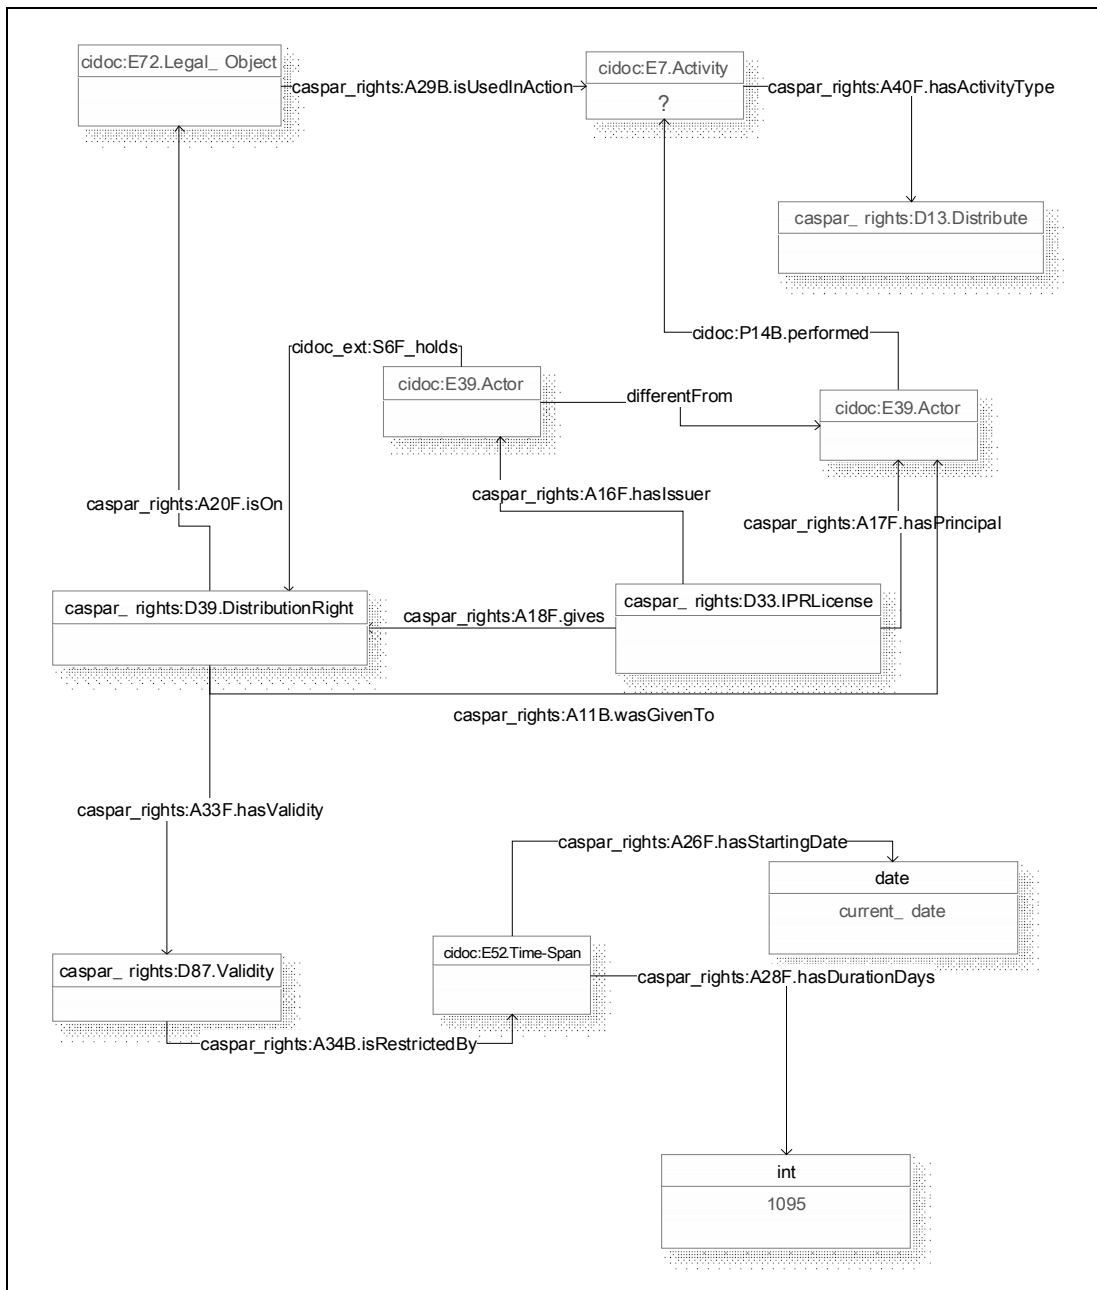 cidoc:E72.Legal_ Object
cidoc:E7.Activity
caspar_rights:A29B.isUsedInAction
caspar_rights:A40F.hasActivityType
?
caspar_ rights:D13.Distribute
cidoc:P14B.performed
cidoc_ext:S6F_holds
cidoc:E39.Actor
differentFrom
cidoc:E39.Actor
caspar_rights:A16F.hasIssuer
caspar_rights:A20F.isOn
caspar_rights:A17F.hasPrincipal
caspar_ rights:D39.DistributionRight
caspar_ rights:D33.IPRLicense
caspar_rights:A18F.gives
caspar_rights:A11B.wasGivenTo
caspar_rights:A33F.hasValidity
caspar_rights:A26F.hasStartingDate
date
current_ date
cidoc:E52.Time-Span
caspar_ rights:D87.Validity
caspar_rights:A28F.hasDurationDays
caspar_rights:A34B.isRestrictedBy
int
1095